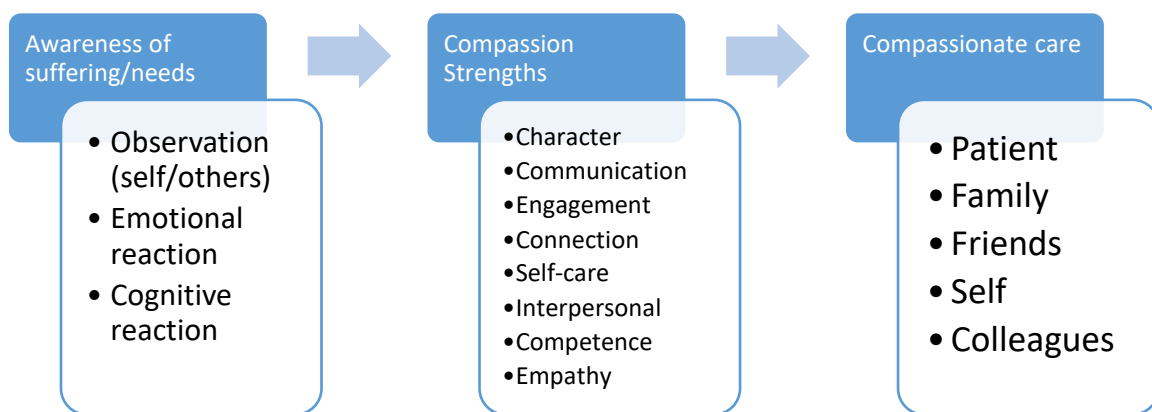 Awareness of
suffering/needs
• Observation
(self/others)
• Emotional
reaction
• Cognitive
reaction
Compassion
Strengths
•Character
•Communication
•Engagement
•Connection
•Self-care
•Interpersonal
•Competence
•Empathy
Compassionate care
• Patient
• Family
• Friends
• Self
• Colleagues